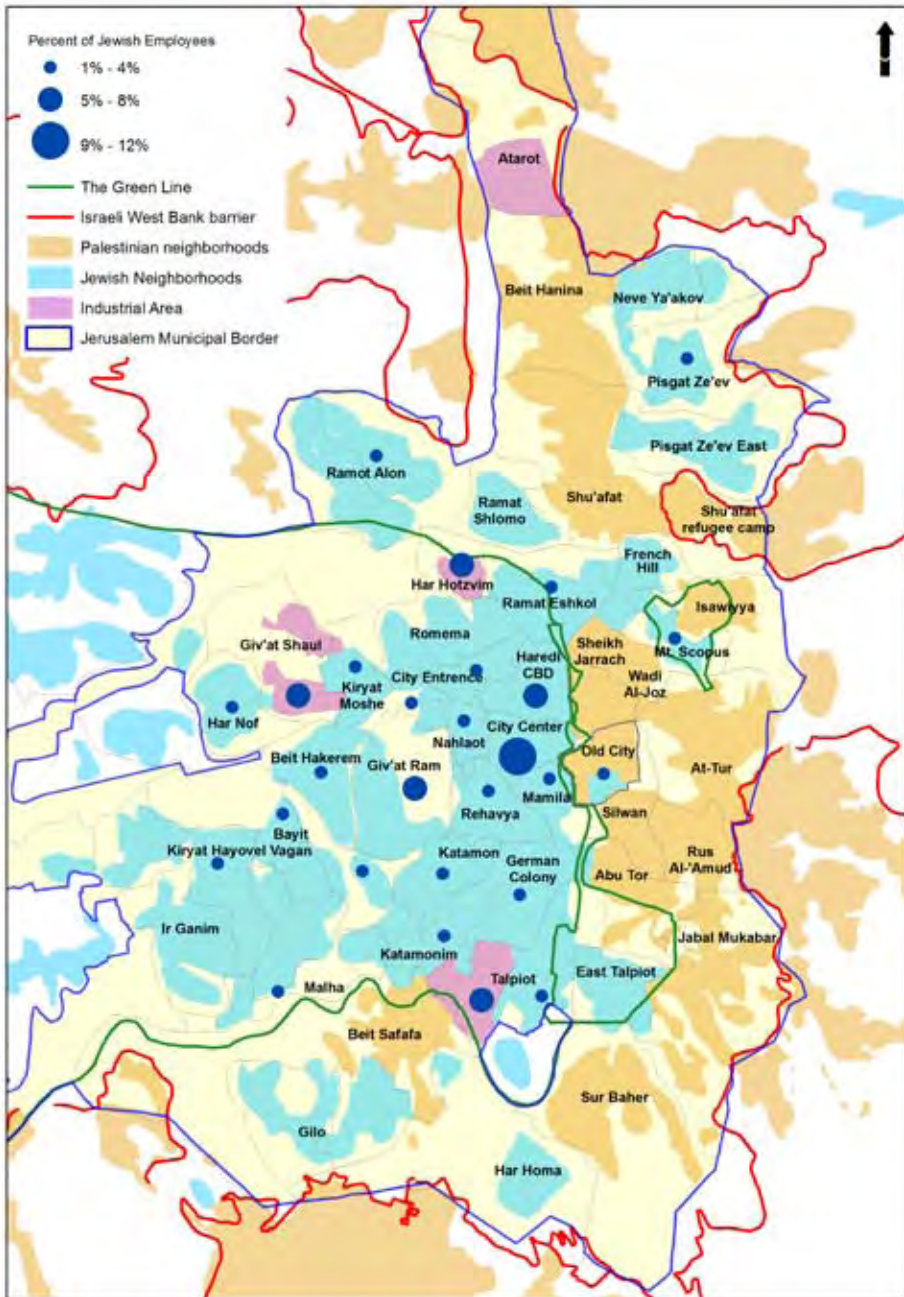 Percent of Jewish Employees
1% - 4%
5% - 8%
9% - 12%
The Green Line
Israeli West Bank barrier
Palestinian neighborhoods
Jewish Neighborhoods
Industrial Area
Jerusalem Municipal Border
Atarot
Beit Hanina
Neve Ya'akov
Pisgat Ze'ev
Pisgat Ze'ev East
Ramot Alon
Ramat
Shlomo
Shu'afat
Shu'afat
refugee camp
French
Hill
Har Hotzvim
Ramat Eshkol
Isawiyya
Romema
Giv'at Shaul
Sheikh
Jarrach
Mt. Scopus
Haredi
CBD
Wadi
Al-Joz
City Entrence
Kiryat
Moshe
Har Nof
City Center
Nahlaot
Old City
Beit Hakerem
Giv'at Ram
At-Tur
Mamila
Rehavya
Silwan
Bayit
Kiryat Hayovel Vagan
Katamon
German
Colony
Rus
Al-'Amud
Abu Tor
Ir Ganim
Jabal Mukabar
Katamonim
East Talpiot
Talpiot
Malha
Beit Safafa
Sur Baher
Gilo
Har Homa